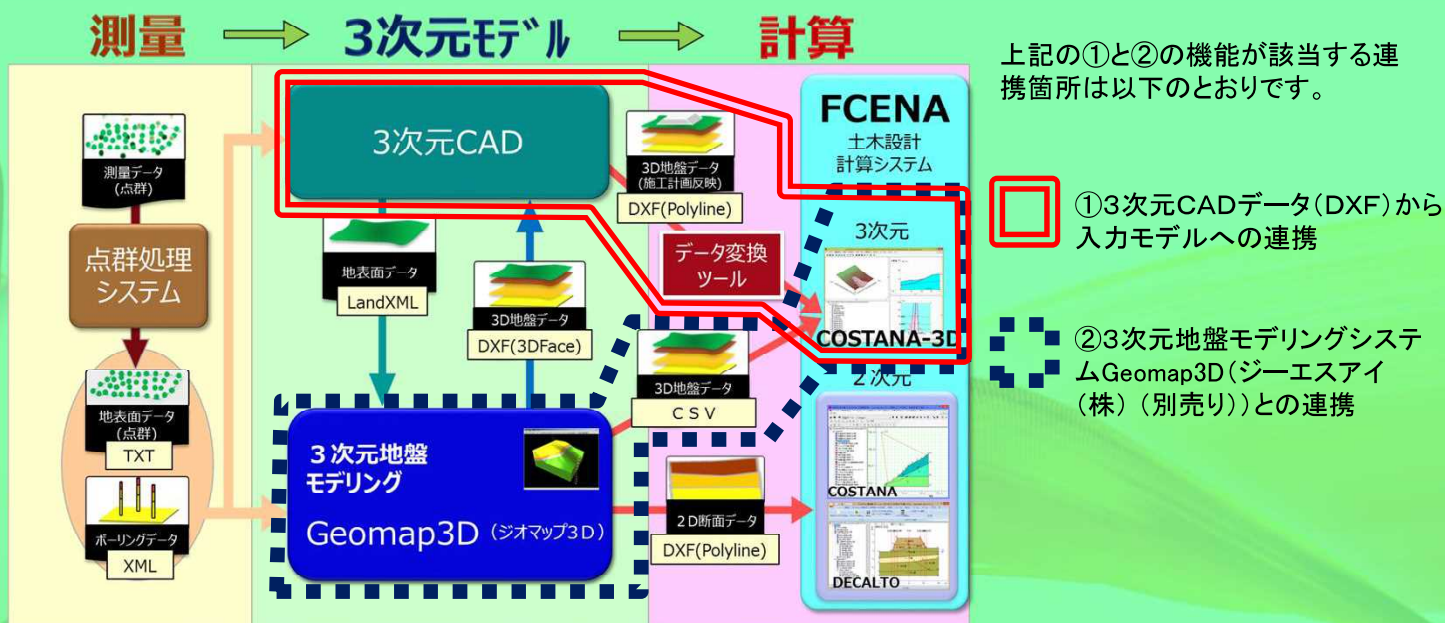 測量
3次元ﾓﾃﾞﾙ
計算
測量データ
(点群)
点群処理
システム
地表面データ
(点群)
TXT
ボーリングデータ
XML
3次元CAD
地表面データ
LandXML
3D地盤データ
DXF(3DFace)
3次元地盤
モデリング
Geomap3D (ジオマップ3D)
3D地盤データ
(施工計画反映)
DXF(Polyline)
データ変換
ツール
3D地盤データ
CSV
2D断面データ
DXF(Polyline)
FCENA
土木設計
計算システム
3次元
COSTANA-3D
2次元
COSTANA
DECALTO
上記の①と②の機能が該当する連
携箇所は以下のとおりです。
①3次元CADデータ(DXF)から
入力モデルへの連携
②3次元地盤モデリングシステ
ムGeomap3D(ジーエスアイ
(株) (別売り))との連携